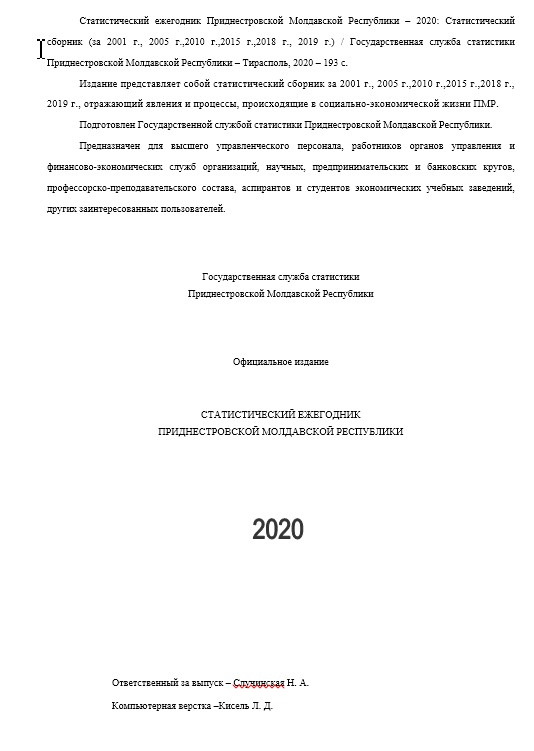 Статистический ежегодник Приднестровской Молдавской Республики – 2020: Статистический
сборник (за 2001 г., 2005 г.,2010 г.,2015 г.,2018 г., 2019 г.) / Государственная служба статистики
Приднестровской Молдавской Республики – Тирасполь, 2020 – 193 с.
Издание представляет собой статистический сборник за 2001 г., 2005 г.,2010 г.,2015 г.,2018 г.,
2019 г., отражающий явления и процессы, происходящие в социально-экономической жизни ПМР.
Подготовлен Государственной службой статистики Приднестровской Молдавской Республики.
Предназначен для высшего управленческого персонала, работников органов управления и
финансово-экономических служб организаций, научных, предпринимательских и банковских кругов,
профессорско-преподавательского состава, аспирантов и студентов экономических учебных заведений,
других заинтересованных пользователей.
Государственная служба статистики
Приднестровской Молдавской Республики
Официальное издание
СТАТИСТИЧЕСКИЙ ЕЖЕГОДНИК
ПРИДНЕСТРОВСКОЙ МОЛДАВСКОЙ РЕСПУБЛИКИ
2020
Ответственный за выпуск – Случинская Н. А.
Компьютерная верстка –Кисель Л. Д.